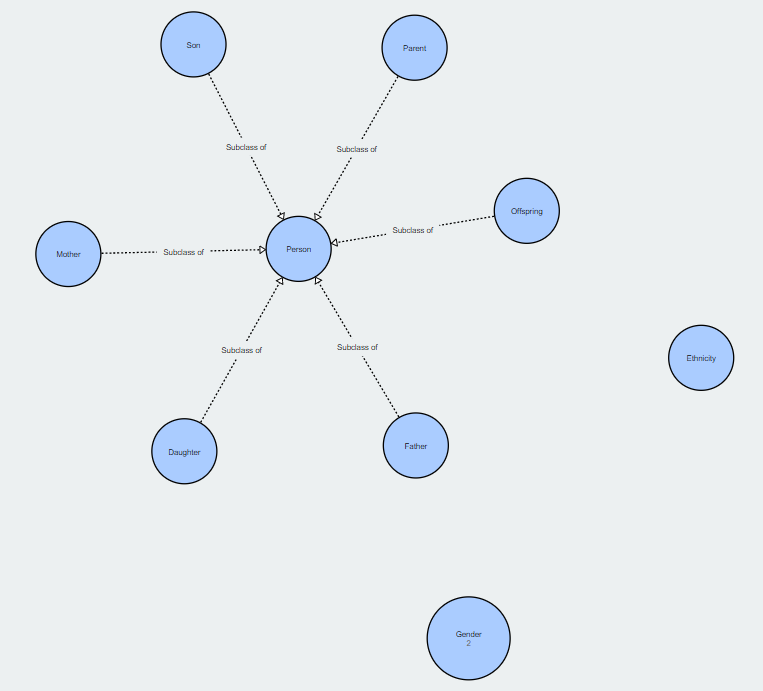 Son
Parent
Subclass of
Subclass of
Offspring
Subclass of
Mother
Subclass of
Person
Subclass of
Subclass of
Ethnicity
Daughter
Father
Gender
2